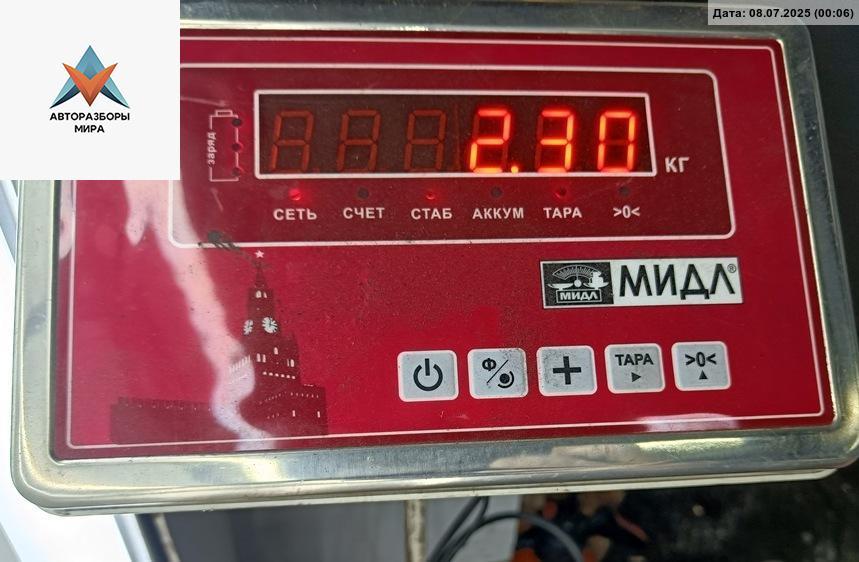 Дата: 08.07.2025 (00:06)
АВТОРАЗБОРЫ
МИРА
заряд
2.30 КГ
СЕТЬ СЧЕТ СТАБ АККУМ ТАРА >0<
МИДЛ МИДЛ®
Ф ТАРА >0<